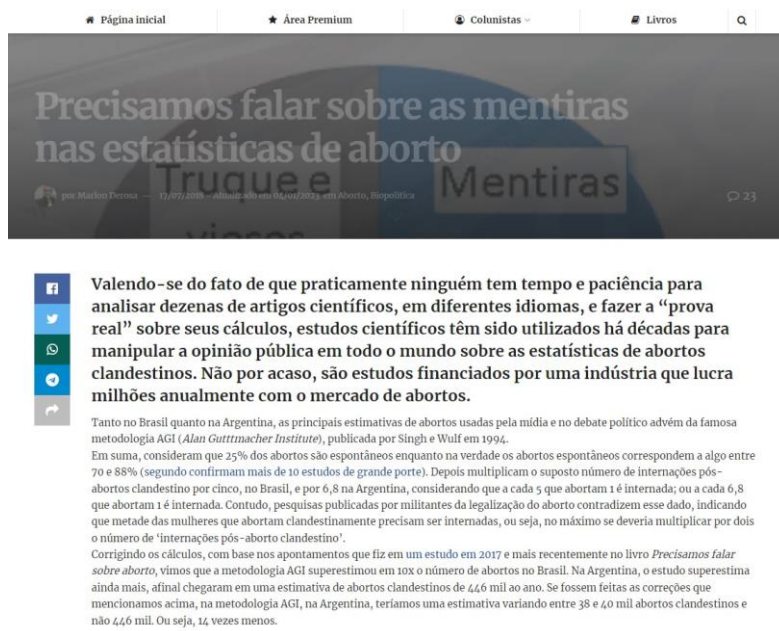 Página inicial
Área Premium
Colunistas
Livros
Precisamos falar sobre as mentiras
nas estatísticas de aborto
Truque e
Mentiras
por Marlon Derosa — 17/07/2018 - Atualizado em 04/01/2023 em Aborto, Biopolítica
23
Valendo-se do fato de que praticamente ninguém tem tempo e paciência para
analisar dezenas de artigos científicos, em diferentes idiomas, e fazer a “prova
real” sobre seus cálculos, estudos científicos têm sido utilizados há décadas para
manipular a opinião pública em todo o mundo sobre as estatísticas de abortos
clandestinos. Não por acaso, são estudos financiados por uma indústria que lucra
milhões anualmente com o mercado de abortos.
Tanto no Brasil quanto na Argentina, as principais estimativas de abortos usadas pela mídia e no debate político advém da famosa
metodologia AGI (Alan Gutttmacher Institute), publicada por Singh e Wulf em 1994.
Em suma, consideram que 25% dos abortos são espontâneos enquanto na verdade os abortos espontâneos correspondem a algo entre
70 e 88% (segundo confirmam mais de 10 estudos de grande porte). Depois multiplicam o suposto número de internações pós-
abortos clandestino por cinco, no Brasil, e por 6,8 na Argentina, considerando que a cada 5 que abortam 1 é internada; ou a cada 6,8
que abortam 1 é internada. Contudo, pesquisas publicadas por militantes da legalização do aborto contradizem esse dado, indicando
que metade das mulheres que abortam clandestinamente precisam ser internadas, ou seja, no máximo se deveria multiplicar por dois
o número de ‘internações pós-aborto clandestino’.
Corrigindo os cálculos, com base nos apontamentos que fiz em um estudo em 2017 e mais recentemente no livro Precisamos falar
sobre aborto, vimos que a metodologia AGI superestimou em 10x o número de abortos no Brasil. Na Argentina, o estudo superestima
ainda mais, afinal chegaram em uma estimativa de abortos clandestinos de 446 mil ao ano. Se fossem feitas as correções que
mencionamos acima, na metodologia AGI, na Argentina, teríamos uma estimativa variando entre 38 e 40 mil abortos clandestinos e
não 446 mil. Ou seja, 14 vezes menos.